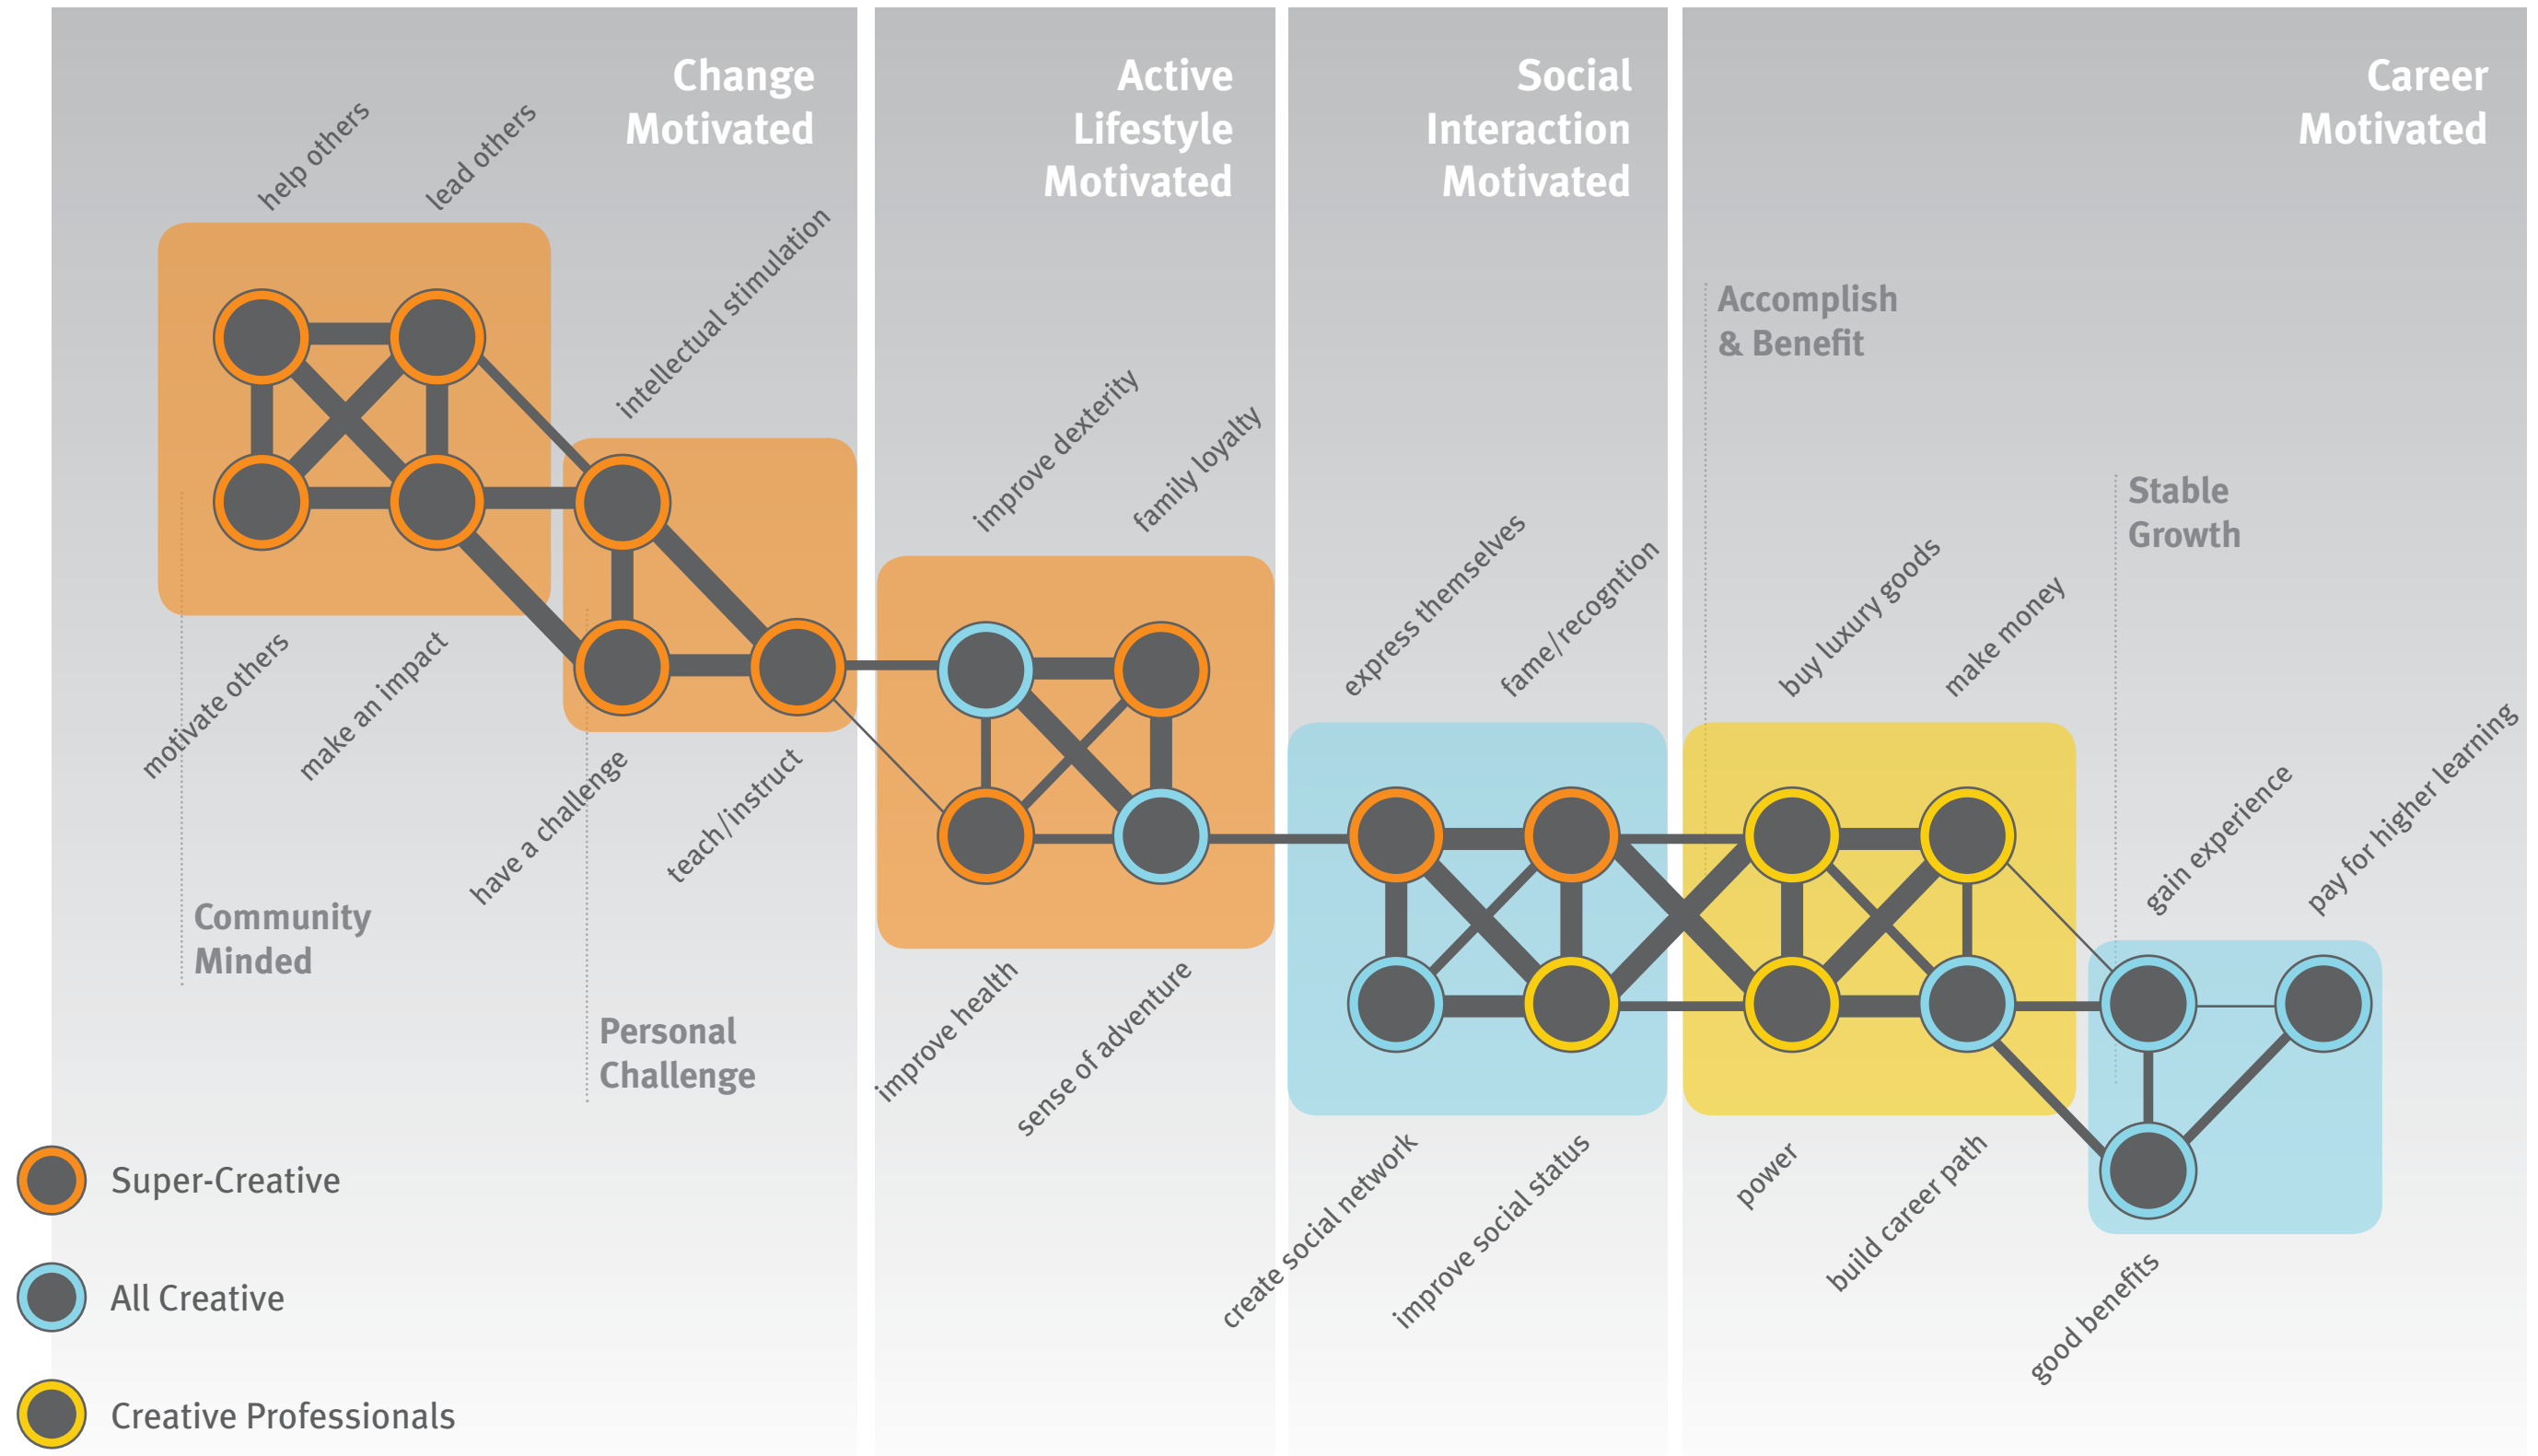 Change
Motivated
Active
Lifestyle
Motivated
Social
Interaction
Motivated
Career
Motivated
help others
lead others
intellectual stimulation
motivate others
make an impact
have a challenge
teach/instruct
Community
Minded
Personal
Challenge
improve dexterity
family loyalty
improve health
sense of adventure
express themselves
fame/recogntion
create social network
improve social status
Accomplish
& Benefit
Stable
Growth
buy luxury goods
make money
gain experience
pay for higher learning
power
build career path
good benefits
Super-Creative
All Creative
Creative Professionals